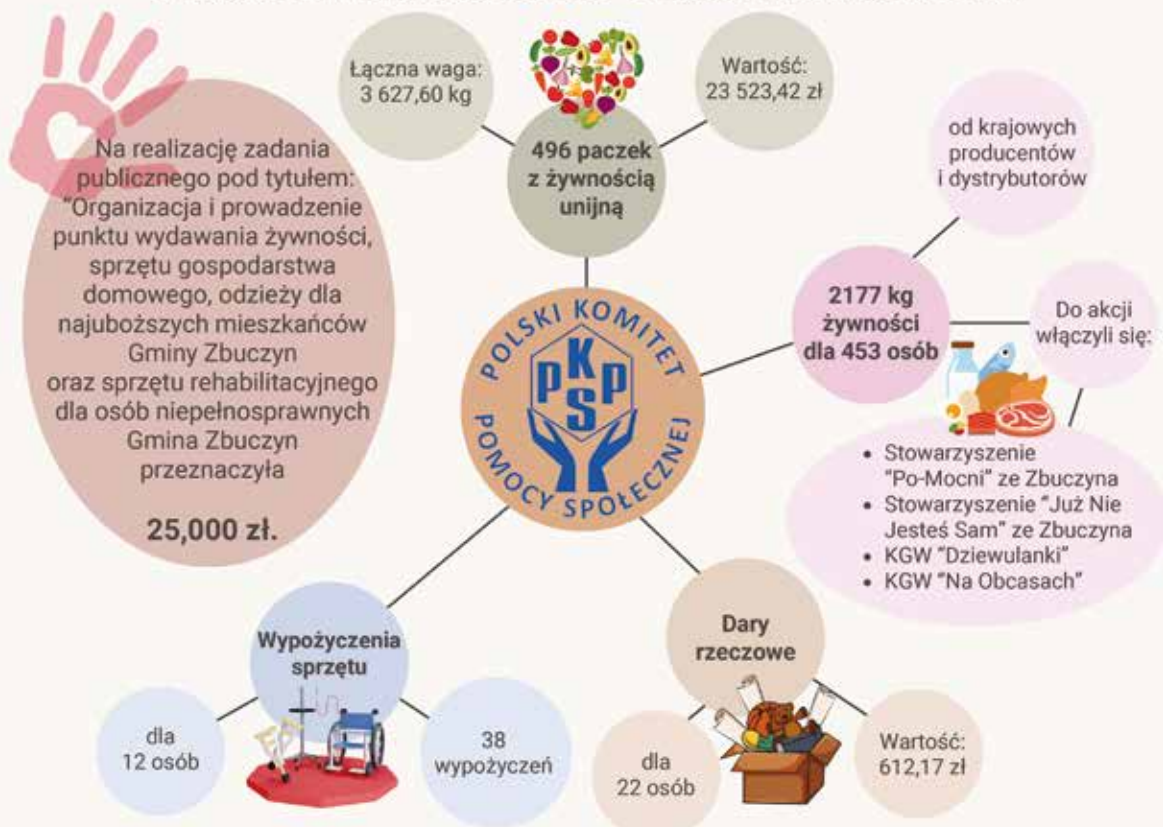 Na realizację zadania
publicznego pod tytułem:
"Organizacja i prowadzenie
punktu wydawania żywności,
sprzętu gospodarstwa
domowego, odzieży dla
najuboższych mieszkańców
Gminy Zbuczyn
oraz sprzętu rehabilitacyjnego
dla osób niepełnosprawnych
Gmina Zbuczyn
przeznaczyła
25,000 zł.
Łączna waga:
3 627,60 kg
Wartość:
23 523,42 zł
496 paczek
z żywnością
unijną
od krajowych
producentów
i dystrybutorów
2177 kg
żywności
dla 453 osób
Do akcji
włączyli się:
• Stowarzyszenie
"Po-Mocni" ze Zbuczyna
• Stowarzyszenie "Już Nie
Jesteś Sam" ze Zbuczyna
• KGW "Dziewulanki"
• KGW "Na Obcasach"
POLSKI KOMITET
PKPS
POMOCY SPOŁECZNEJ
Wypożyczenia
sprzętu
dla
12 osób
38
wypożyczeń
Dary
rzeczowe
dla
22 osób
Wartość:
612,17 zł